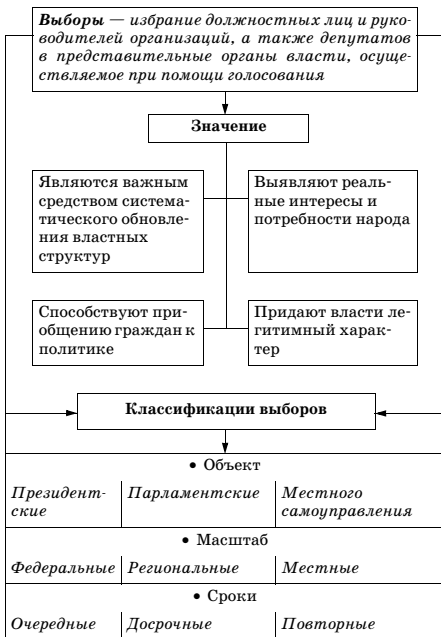 Выборы — избрание должностных лиц и руко-
водителей организаций, а также депутатов
в представительные органы власти, осуще-
ствляемое при помощи голосования
Значение
Являются важным
средством система-
тического обновле-
ния властных
структур
Выявляют реаль-
ные интересы и
потребности народа
Способствуют при-
общению граждан к
политике
Придают власти ле-
гитимный харак-
тер
Классификации выборов
• Объект
Президент-
ские
Парламентские
Местного
самоуправления
• Масштаб
Федеральные Региональные Местные
• Сроки
Очередные Досрочные Повторные